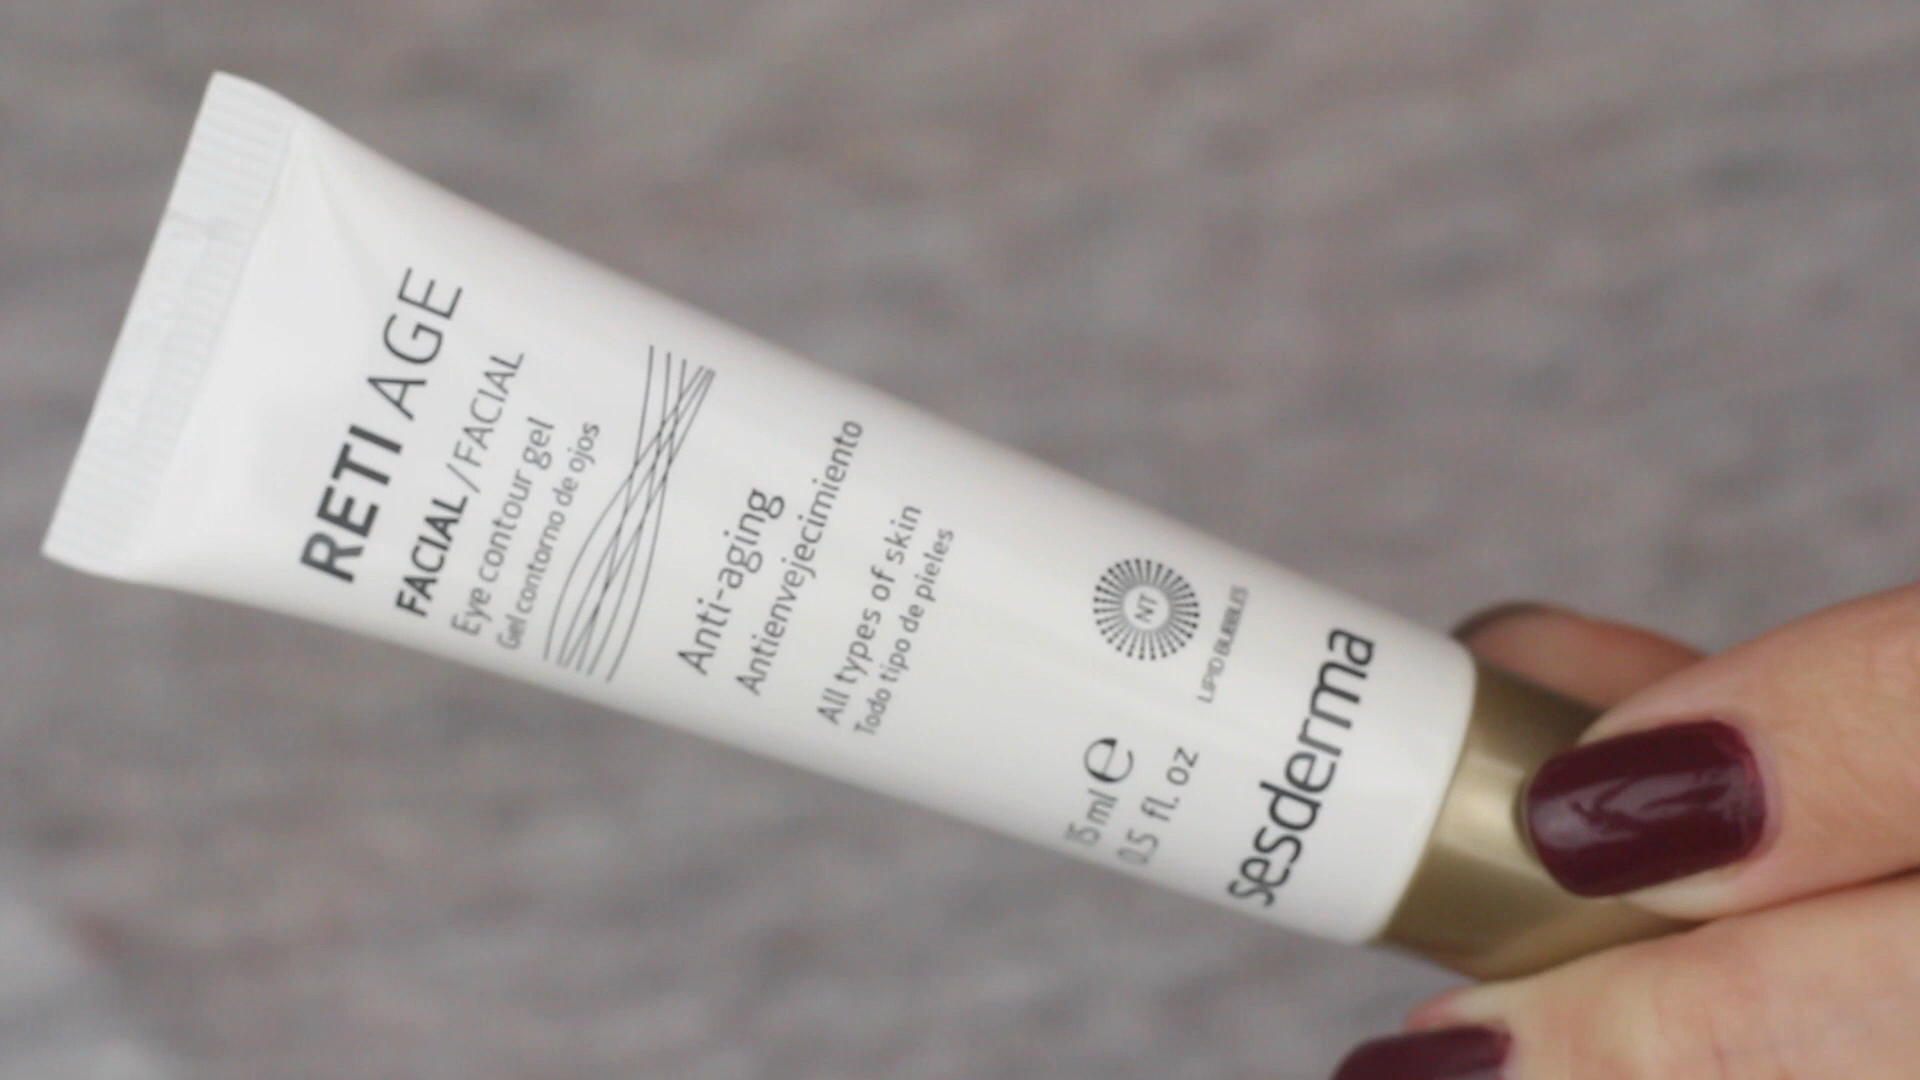 RETI AGE
FACIAL/FACIAL
Eye contour gel
Gel contorno de ojos
Anti-aging
Antienvejecimiento
All types of skin
Todo tipo de pieles
NT
LIPID BUBBLES
15 ml e
0.5 fl. oz
sesderma